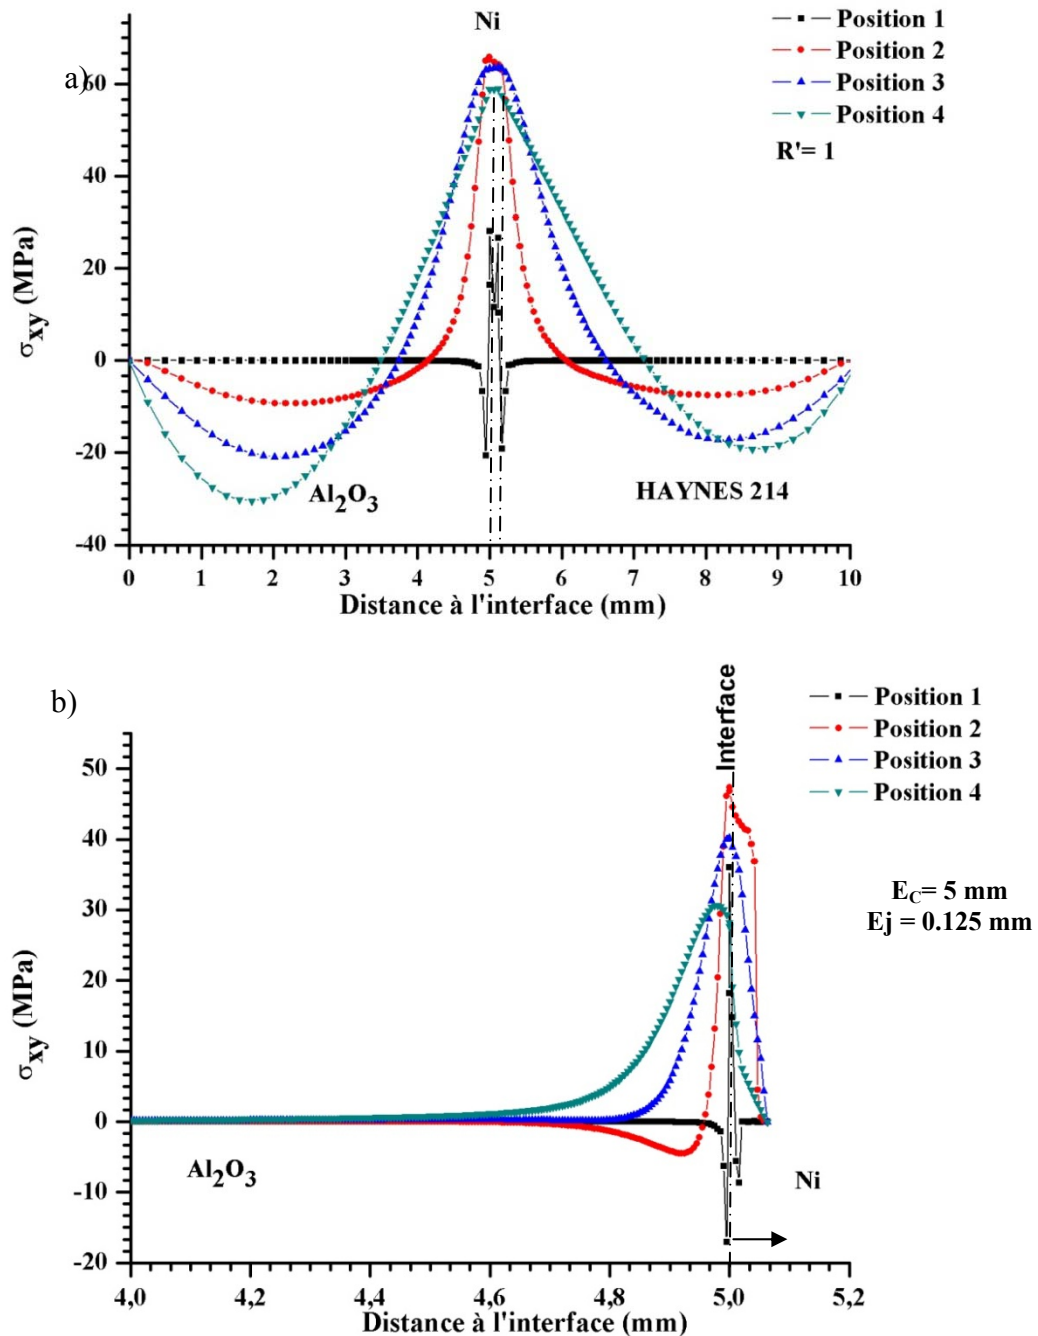 a)
Ni
Position 1
Position 2
Position 3
Position 4
R'= 1
60
40
20
0
-20
-40
σxy (MPa)
Al2O3
HAYNES 214
0 1 2 3 4 5 6 7 8 9 10
Distance à l'interface (mm)
b)
Interface
Position 1
Position 2
Position 3
Position 4
EC= 5 mm
Ej = 0.125 mm
50
40
30
20
10
0
-10
-20
σxy (MPa)
Al2O3
Ni
4,0 4,2 4,4 4,6 4,8 5,0 5,2
Distance à l'interface (mm)